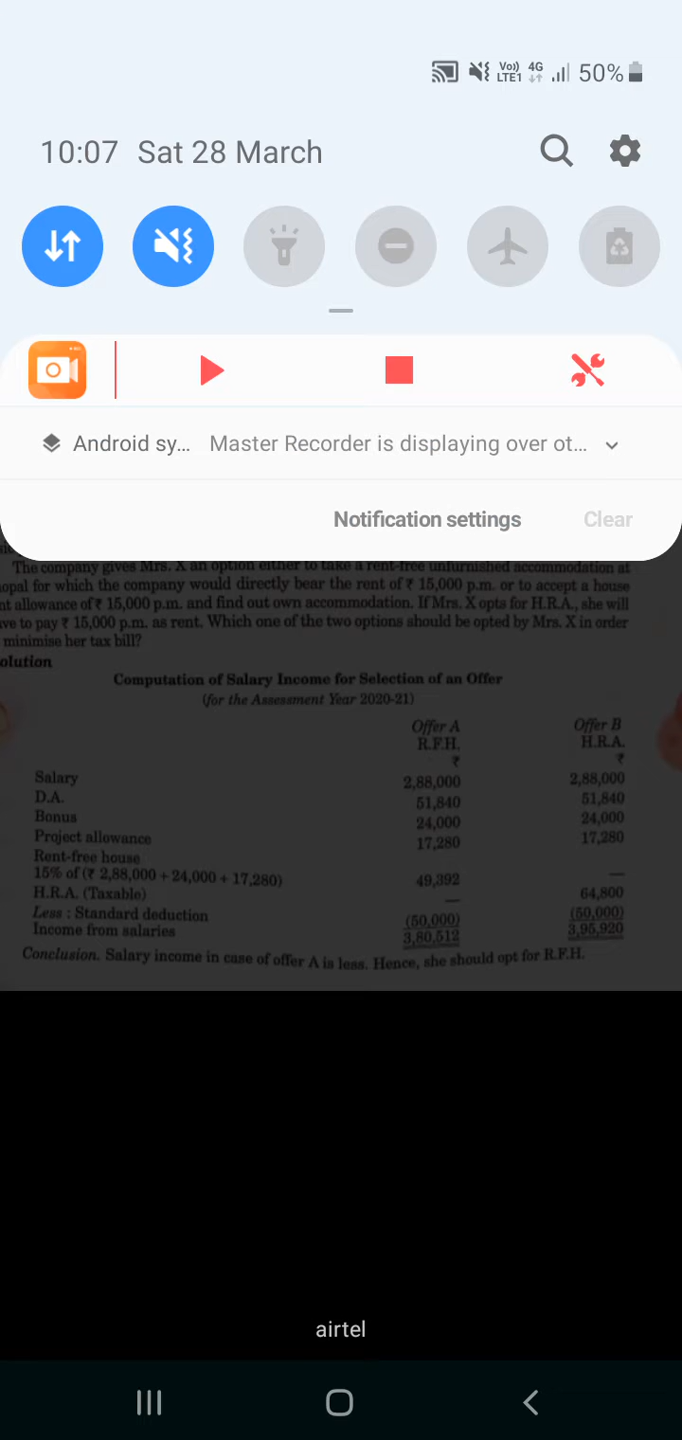 Vo)) 4G
LTE1 50%
10:07 Sat 28 March
Android sy... Master Recorder is displaying over ot...
Notification settings Clear
The company gives Mrs. X an option either to take a rent-free unfurnished accommodation at
opal for which the company would directly bear the rent of ₹ 15,000 p.m. or to accept a house
nt allowance of ₹ 15,000 p.m. and find out own accommodation. If Mrs. X opts for H.R.A., she will
ve to pay ₹ 15,000 p.m. as rent. Which one of the two options should be opted by Mrs. X in order
minimise her tax bill?
olution
Computation of Salary Income for Selection of an Offer
(for the Assessment Year 2020-21)
Offer A Offer B
R.F.H. H.R.A.
₹ ₹
Salary 2,88,000 2,88,000
D.A. 51,840 51,840
Bonus 24,000 24,000
Project allowance 17,280 17,280
Rent-free house
15% of (₹ 2,88,000 + 24,000 + 17,280) 49,392 —
H.R.A. (Taxable) — 64,800
Less : Standard deduction (50,000) (50,000)
Income from salaries 3,80,512 3,95,920
Conclusion. Salary income in case of offer A is less. Hence, she should opt for R.F.H.
airtel